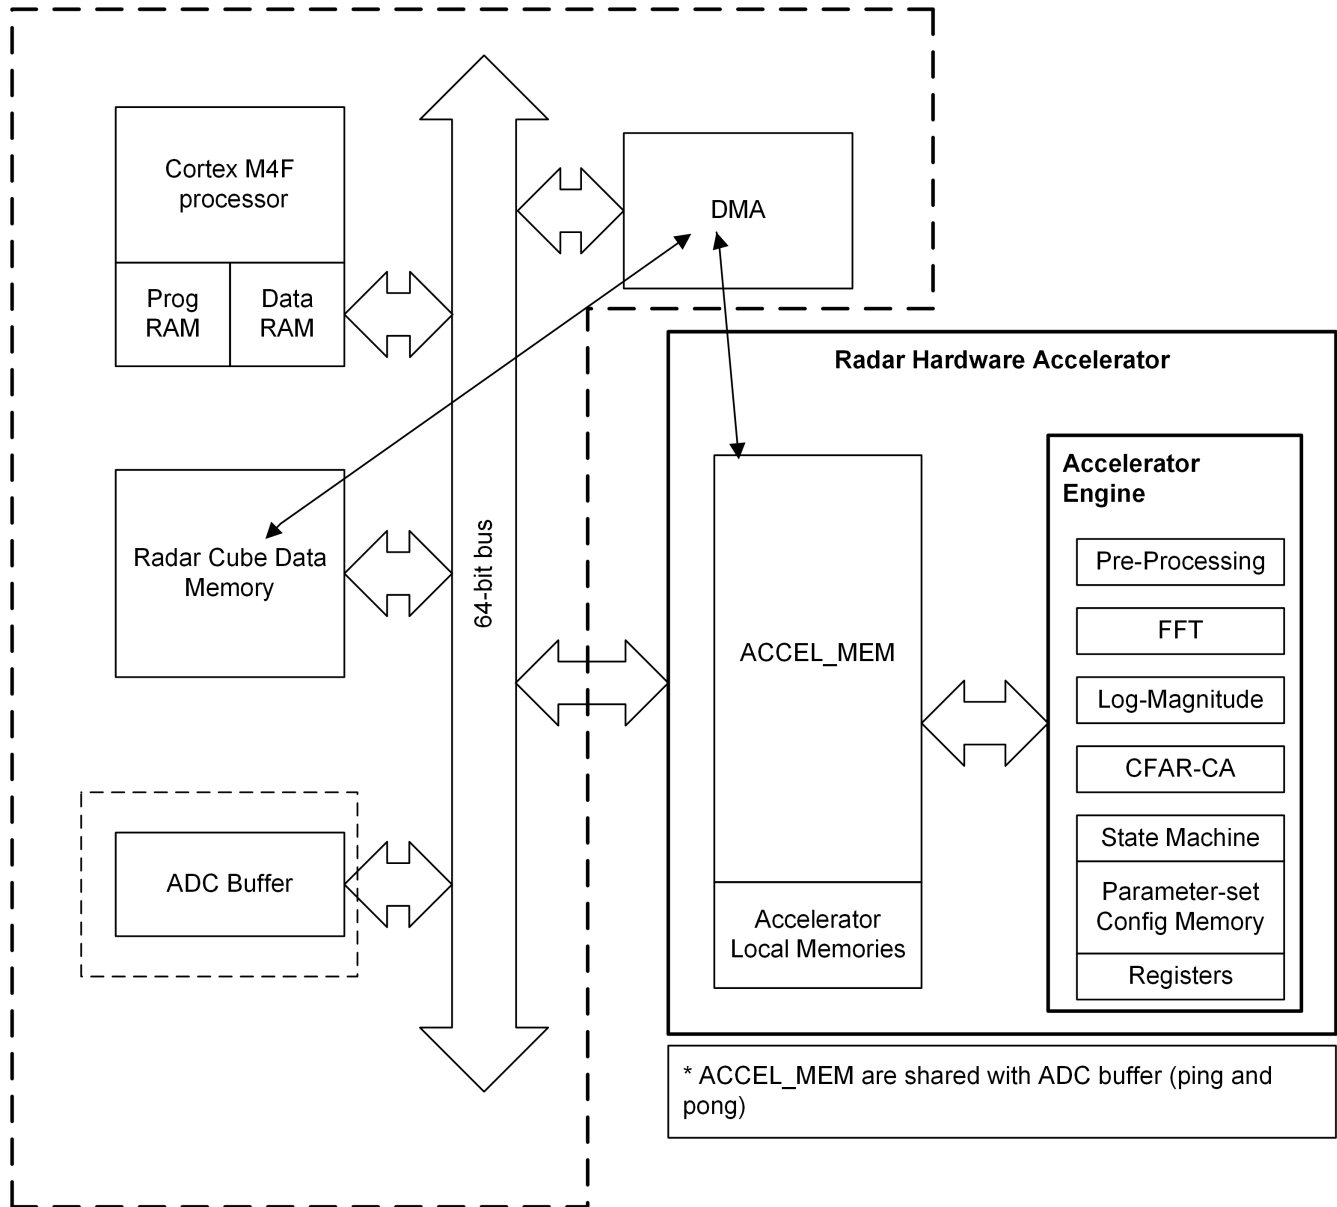 Cortex M4F
processor
Prog
RAM
Data
RAM
DMA
Radar Cube Data
Memory
64-bit bus
ADC Buffer
Radar Hardware Accelerator
ACCEL_MEM
Accelerator
Local Memories
Accelerator
Engine
Pre-Processing
FFT
Log-Magnitude
CFAR-CA
State Machine
Parameter-set
Config Memory
Registers
* ACCEL_MEM are shared with ADC buffer (ping and
pong)